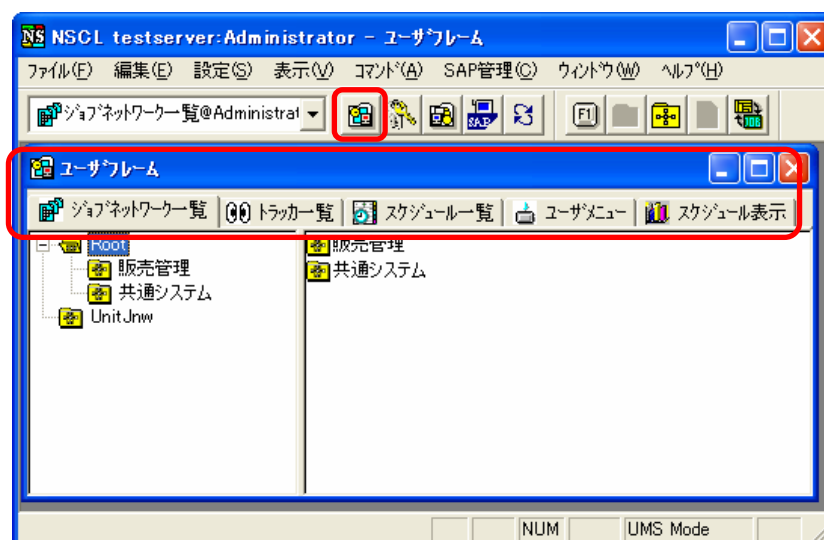 NS NSCL testserver:Administrator - ユーザフレーム
ファイル(F) 編集(E) 設定(S) 表示(V) コマンド(A) SAP管理(C) ウィンドウ(W) ヘルプ(H)
ジョブネットワーク一覧@Administrat SAP F1
ユーザフレーム
ジョブネットワーク一覧 トラッカー覧 スケジュール一覧 ユーザメニュー スケジュール表示
Root 販売管理
販売管理 共通システム
共通システム
UnitJnw
NUM UMS Mode